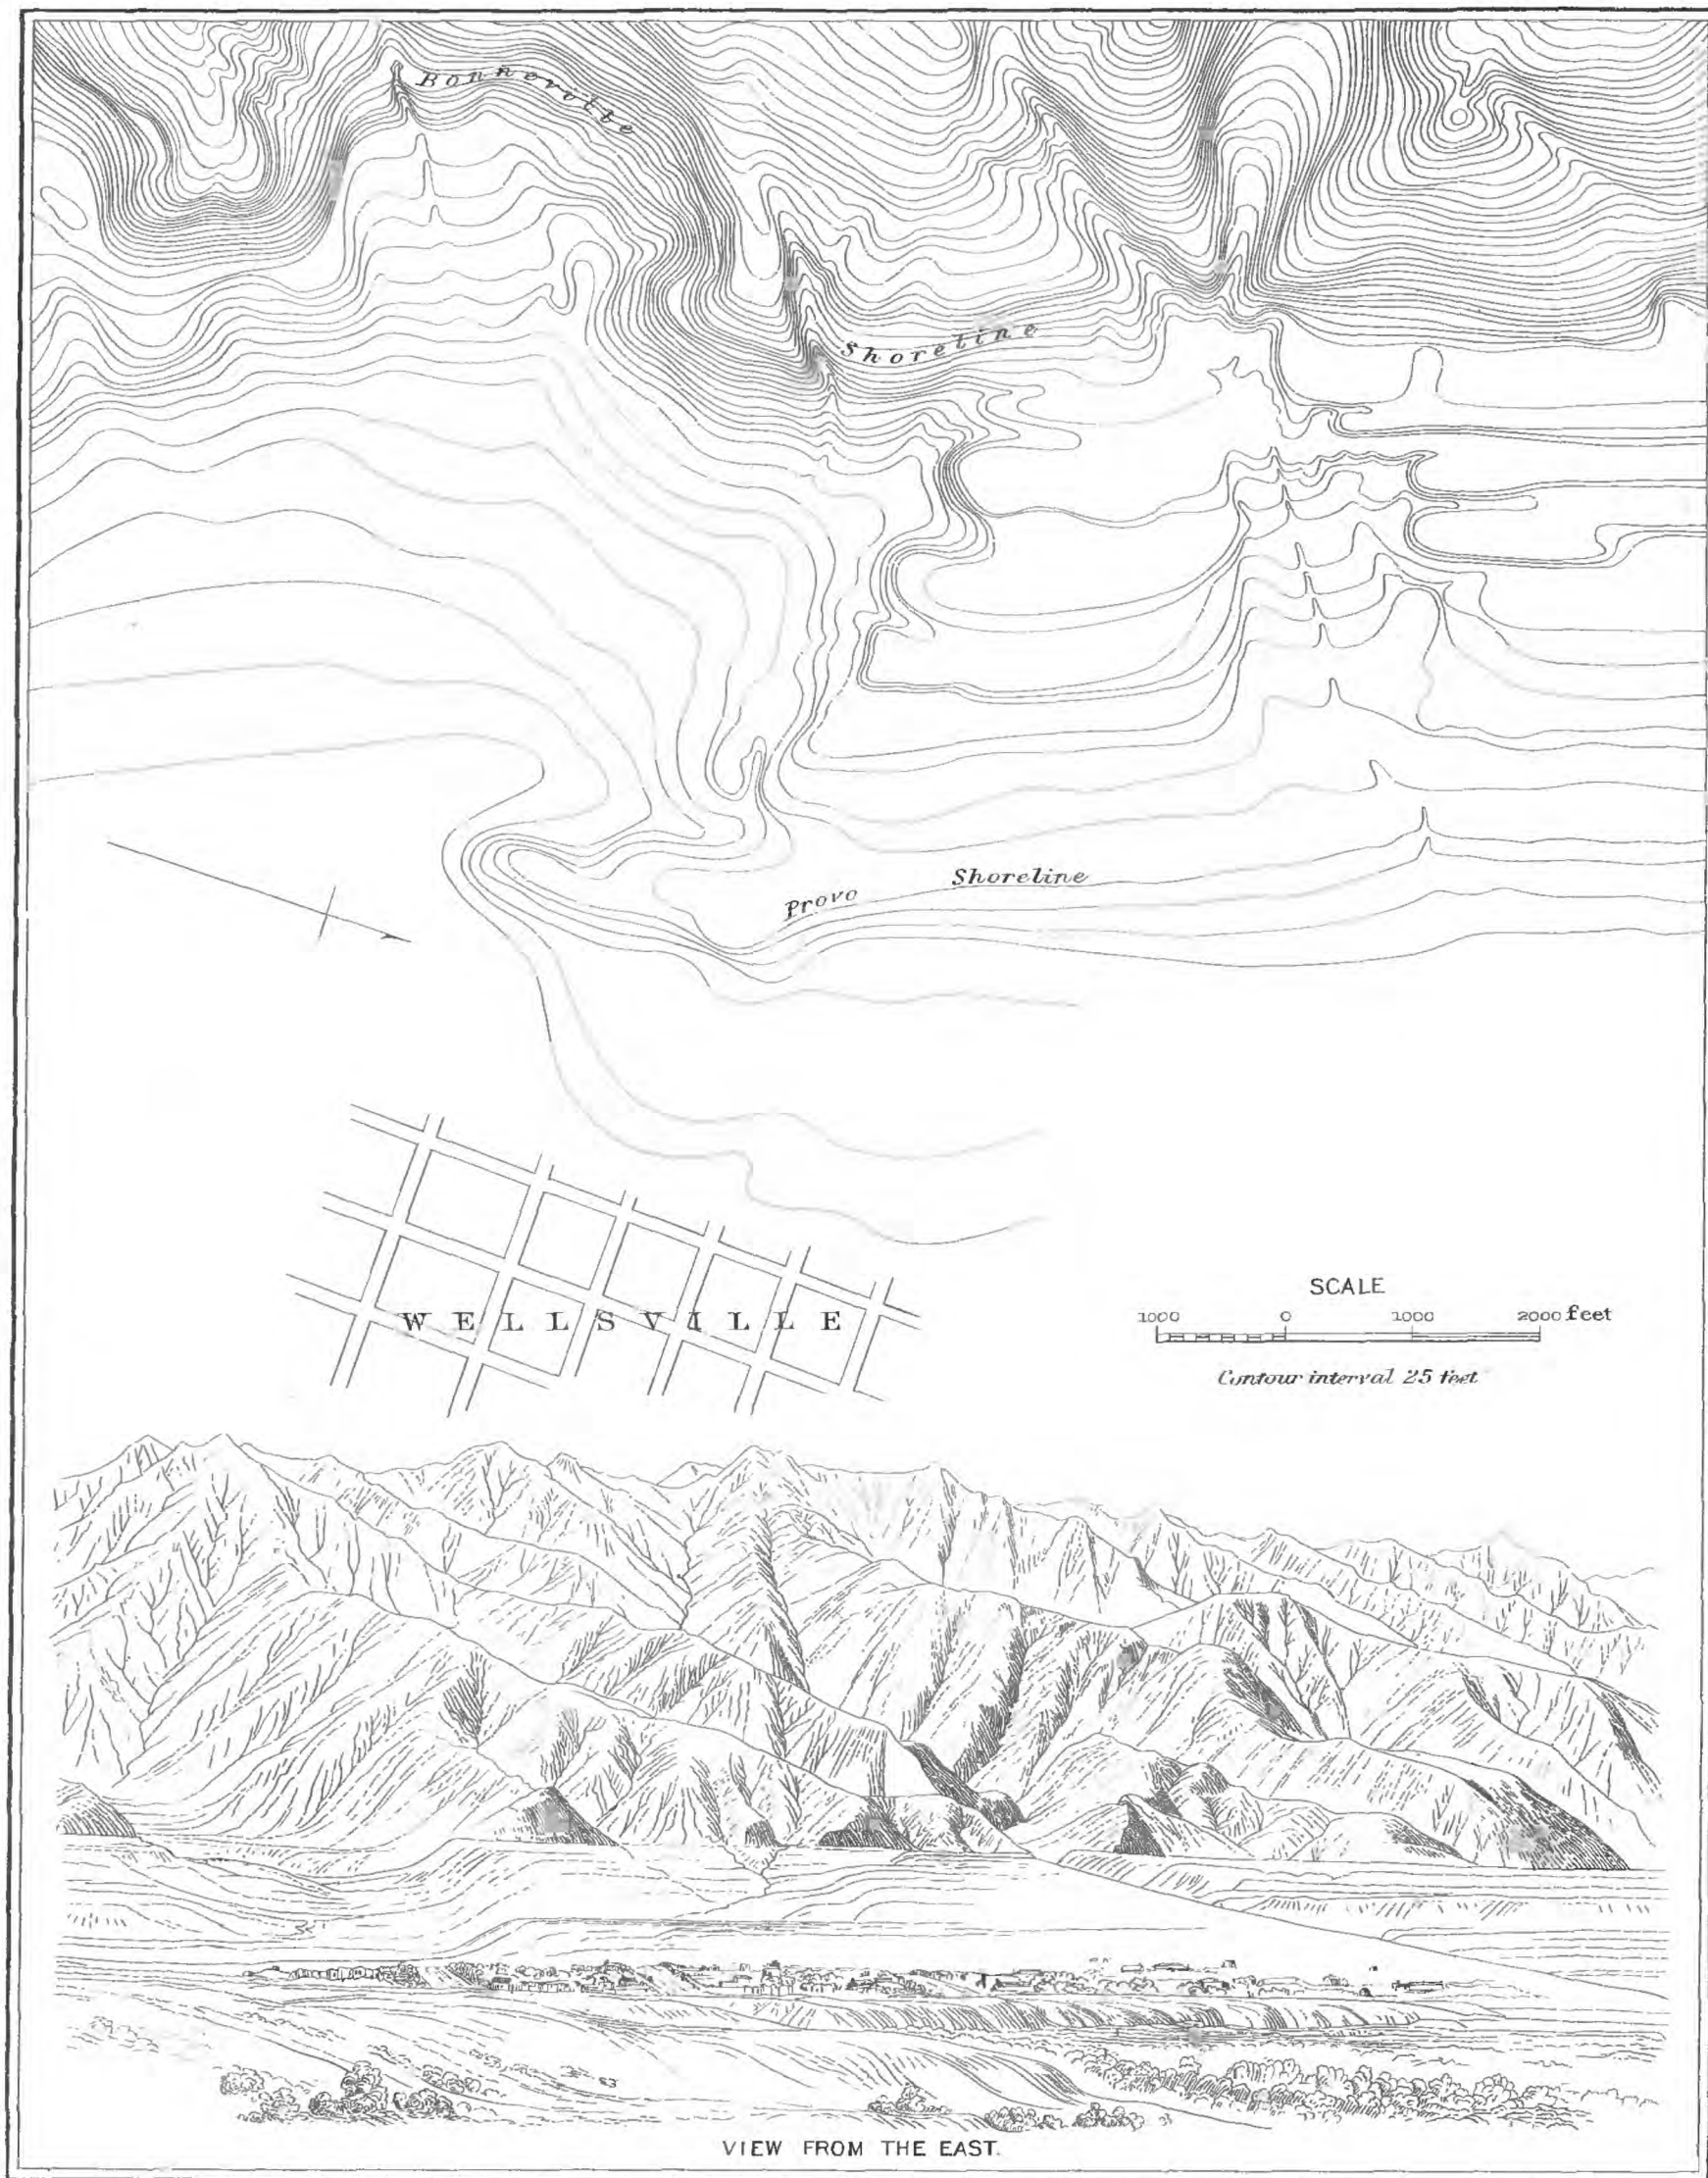 Bonneville
Shoreline
Provo Shoreline
WELLSVILLE
SCALE
1000 0 1000 2000 feet
Contour interval 25 feet
VIEW FROM THE EAST.